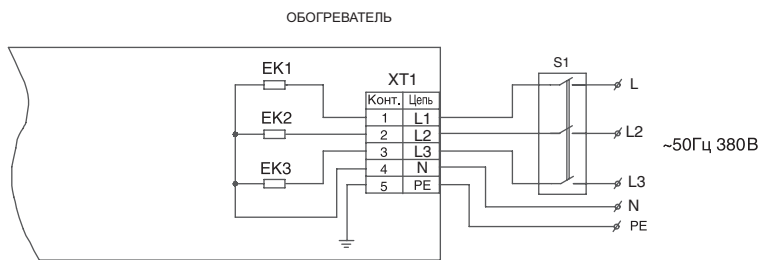 ОБОГРЕВАТЕЛЬ
EK1
EK2
EK3
XT1
Конт. Цепь
1 L1
2 L2
3 L3
4 N
5 PE
S1
L
L2
L3
N
PE
~50Гц 380В